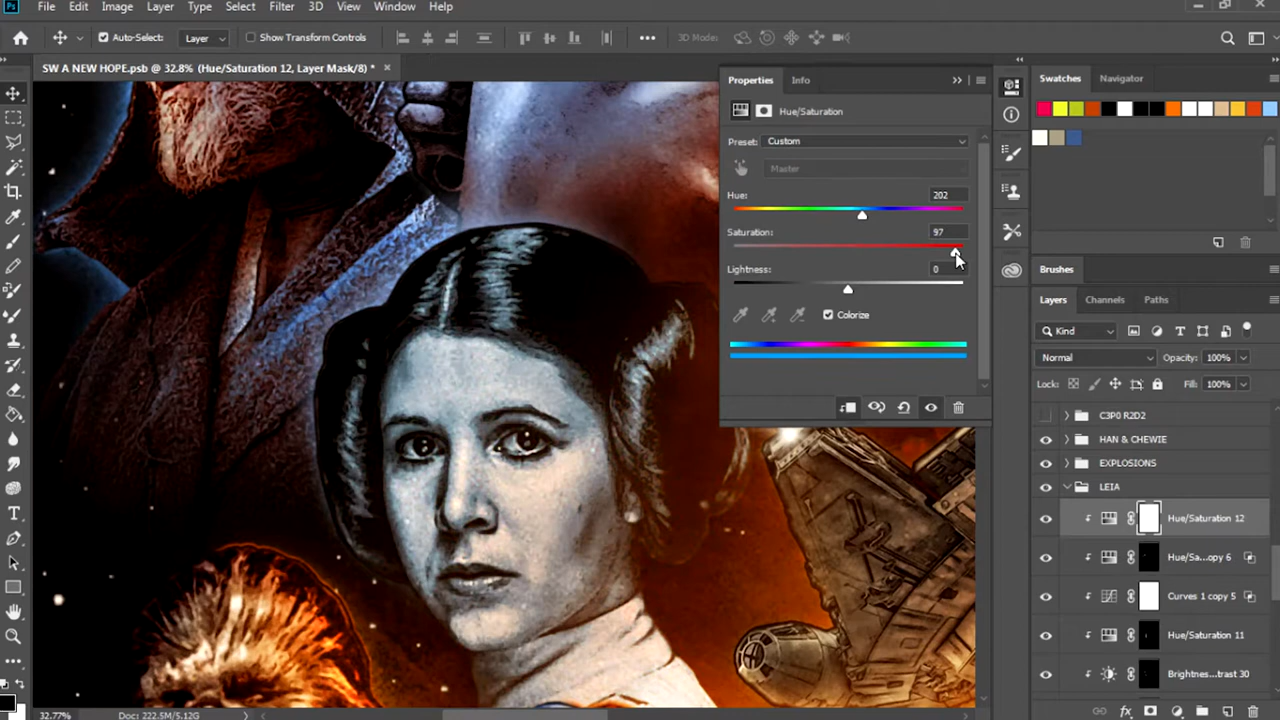 Ps File Edit Image Layer Type Select Filter 3D View Window Help
Auto-Select: Layer Show Transform Controls 3D Mode:
SW A NEW HOPE.psb @ 32.8% (Hue/Saturation 12, Layer Mask/8) * ×
Properties Info
Hue/Saturation
Preset: Custom
Master
Hue: 202
Saturation: 97
Lightness: 0
Colorize
Swatches Navigator
Brushes
Layers Channels Paths
Kind
Normal Opacity: 100%
Lock: Fill: 100%
C3P0 R2D2
HAN & CHEWIE
EXPLOSIONS
LEIA
Hue/Saturation 12
Hue/Sa...opy 6
Curves 1 copy 5
Hue/Saturation 11
Brightnes...trast 30
32.77% Doc: 222.5M/5.12G